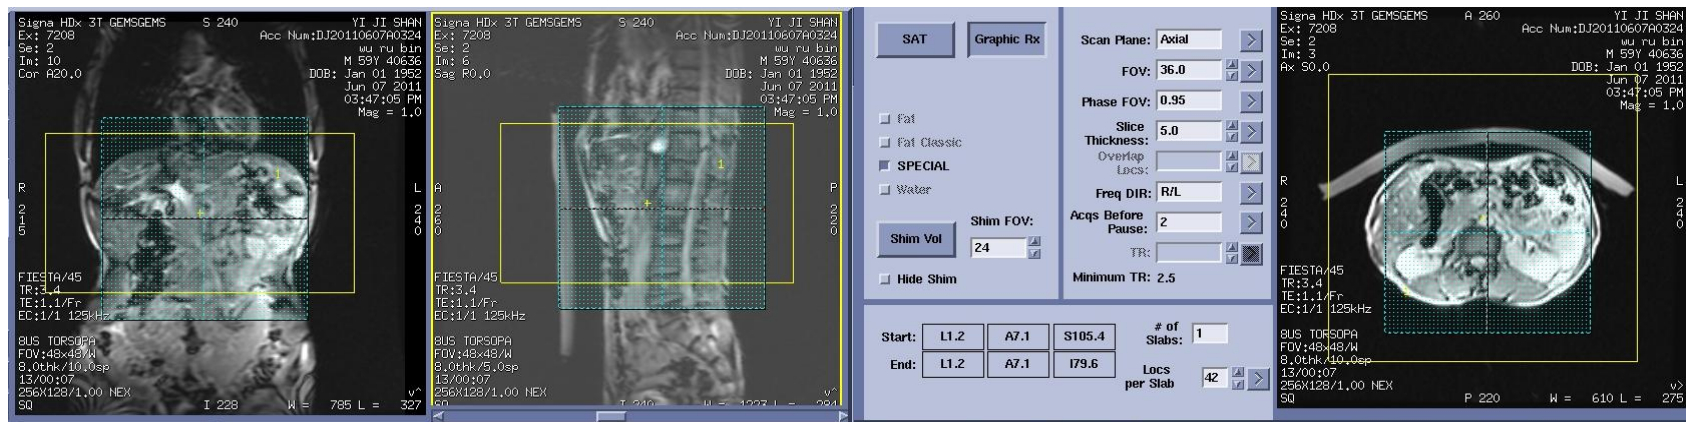 Signa HDx 3T GEMSGEMS
S 240
YI JI SHAN
Ex: 7208
Acc Num:DJ20110607A0324
Se: 2
wu ru bin
Im: 10
M 59Y 40636
Cor A20.0
DOB: Jan 01 1952
Jun 07 2011
03:47:05 PM
Mag = 1.0
1
R
215
L
240
FIESTA/45
TR:3.4
TE:1.1/Fr
EC:1/1 125kHz
8US TORSOPA
FOV:48x48/W
8.0thk/10.0sp
13/00:07
256X128/1.00 NEX
SQ
I 228
W = 785 L = 327
v^
Signa HDx 3T GEMSGEMS
S 240
YI JI SHAN
Ex: 7208
Acc Num:DJ20110607A0324
Se: 2
wu ru bin
Im: 6
M 59Y 40636
Sag R0.0
DOB: Jan 01 1952
Jun 07 2011
03:47:05 PM
Mag = 1.0
1
A
260
P
220
FIESTA/45
TR:3.4
TE:1.1/Fr
EC:1/1 125kHz
8US TORSOPA
FOV:48x48/W
8.0thk/5.0sp
13/00:07
256X128/1.00 NEX
SQ
v^
SAT
Graphic Rx
Fat
Fat Classic
SPECIAL
Water
Shim Vol
Shim FOV:
24
Hide Shim
Scan Plane: Axial
FOV: 36.0
Phase FOV: 0.95
Slice
Thickness: 5.0
Overlap
Locs:
Freq DIR: R/L
Acqs Before
Pause: 2
TR:
Minimum TR: 2.5
Start: L1.2 A7.1 S105.4
End: L1.2 A7.1 I79.6
# of
Slabs: 1
Locs
per Slab 42
Signa HDx 3T GEMSGEMS
A 260
YI JI SHAN
Ex: 7208
Acc Num:DJ20110607A0324
Se: 2
wu ru bin
Im: 3
M 59Y 40636
Ax S0.0
DOB: Jan 01 1952
Jun 07 2011
03:47:05 PM
Mag = 1.0
R
240
L
240
FIESTA/45
TR:3.4
TE:1.1/Fr
EC:1/1 125kHz
8US TORSOPA
FOV:48x48/W
8.0thk/10.0sp
13/00:07
256X128/1.00 NEX
SQ
P 220
W = 610 L = 275
v>